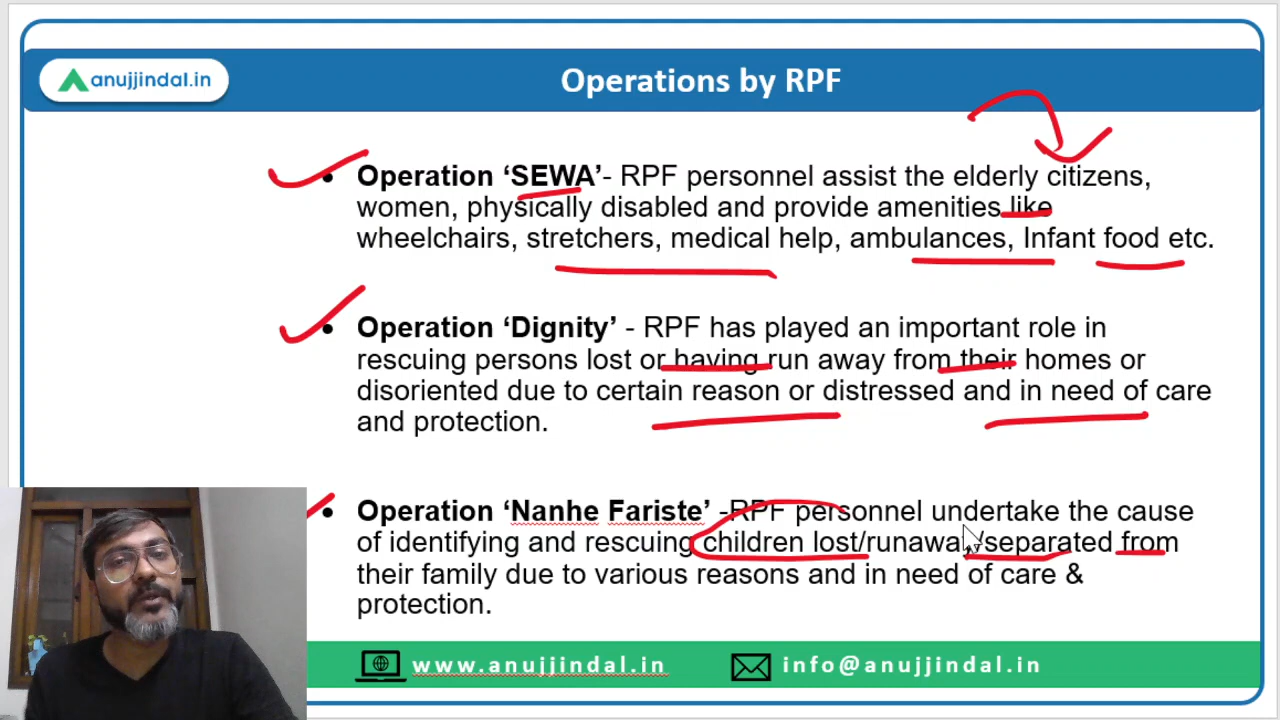 anujjindal.in
Operations by RPF
• Operation ‘SEWA’- RPF personnel assist the elderly citizens,
women, physically disabled and provide amenities like
wheelchairs, stretchers, medical help, ambulances, Infant food etc.
• Operation ‘Dignity’ - RPF has played an important role in
rescuing persons lost or having run away from their homes or
disoriented due to certain reason or distressed and in need of care
and protection.
• Operation ‘Nanhe Fariste’ -RPF personnel undertake the cause
of identifying and rescuing children lost/runaway/separated from
their family due to various reasons and in need of care &
protection.
www.anujjindal.in
info@anujjindal.in